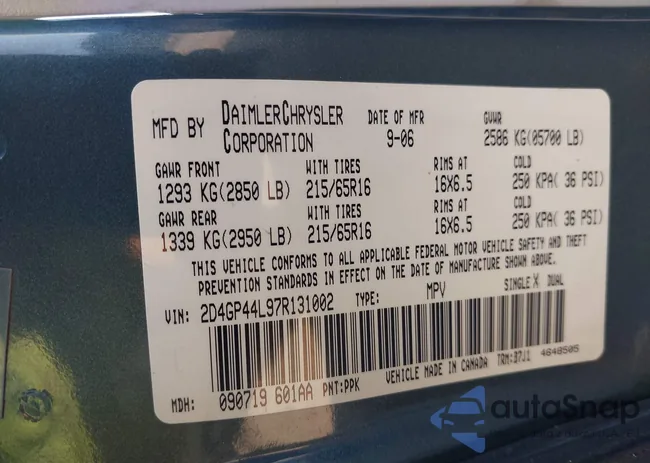 MFD BY DAIMLERCHRYSLER CORPORATION DATE OF MFR 9-06 GVWR 2586 KG(05700 LB)
GAWR FRONT WITH TIRES RIMS AT COLD
1293 KG(2850 LB) 215/65R16 16X6.5 250 KPA( 36 PSI)
GAWR REAR WITH TIRES RIMS AT COLD
1339 KG(2950 LB) 215/65R16 16X6.5 250 KPA( 36 PSI)
THIS VEHICLE CONFORMS TO ALL APPLICABLE FEDERAL MOTOR VEHICLE SAFETY AND THEFT
PREVENTION STANDARDS IN EFFECT ON THE DATE OF MANUFACTURE SHOWN ABOVE.
VIN: 2D4GP44L97R131002 TYPE: MPV SINGLE X DUAL
MDH: 090719 601AA PNT:PPK VEHICLE MADE IN CANADA TRM:37J1 4648505
autoSnap